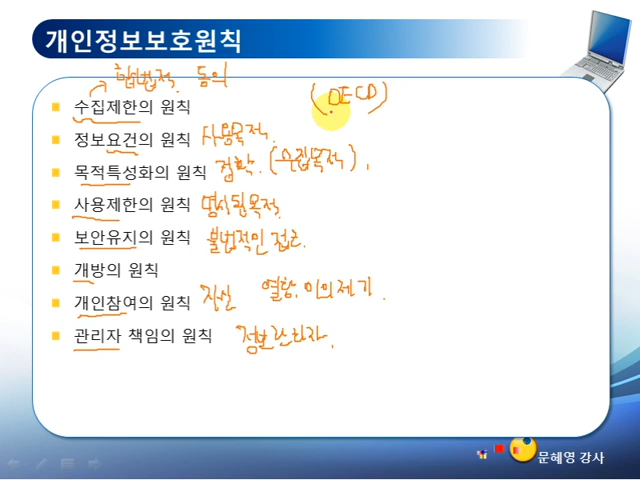 개인정보보호원칙
합법적 동의
수집제한의 원칙 (OECD)
정보요건의 원칙 사용목적.
목적특성화의 원칙 정확. (수집목적).
사용제한의 원칙 명시된목적
보안유지의 원칙 불법적인 접근.
개방의 원칙
개인참여의 원칙 열람, 이의제기.
관리자 책임의 원칙 정보관리자.
문혜영 강사